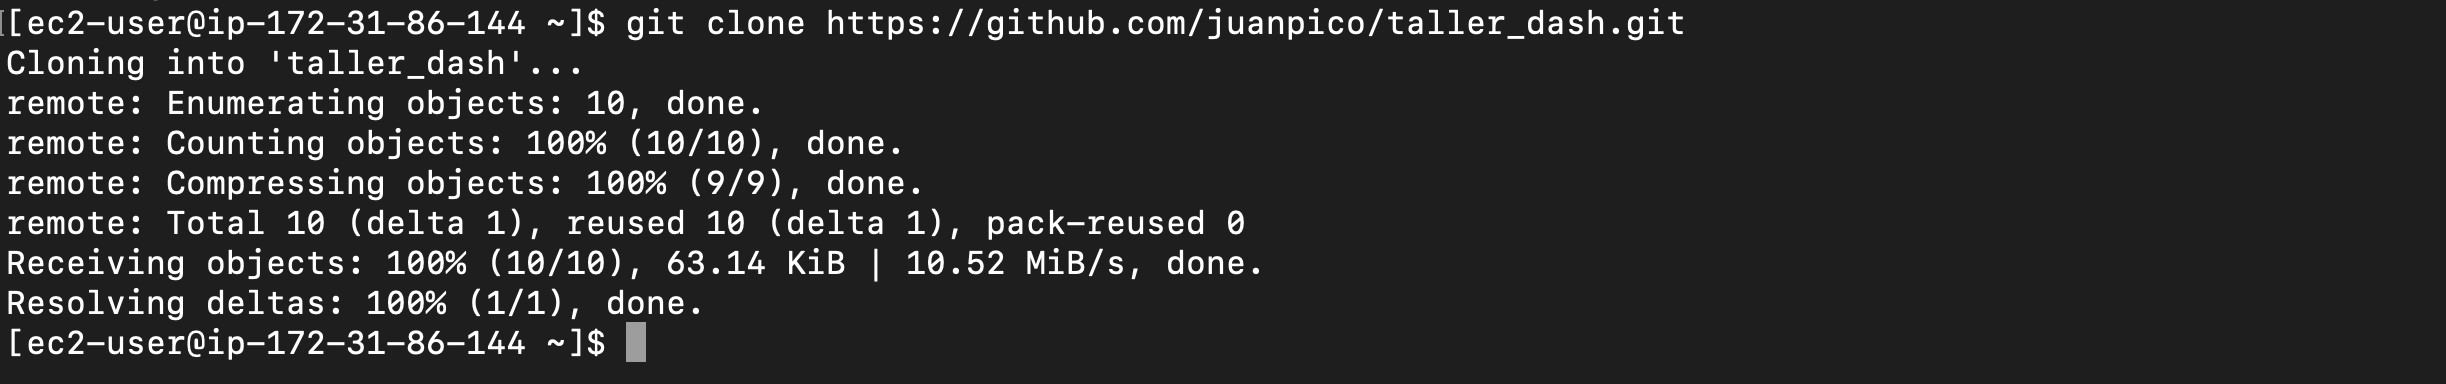 [ec2-user@ip-172-31-86-144 ~]$ git clone https://github.com/juanpico/taller_dash.git
Cloning into 'taller_dash'...
remote: Enumerating objects: 10, done.
remote: Counting objects: 100% (10/10), done.
remote: Compressing objects: 100% (9/9), done.
remote: Total 10 (delta 1), reused 10 (delta 1), pack-reused 0
Receiving objects: 100% (10/10), 63.14 KiB | 10.52 MiB/s, done.
Resolving deltas: 100% (1/1), done.
[ec2-user@ip-172-31-86-144 ~]$